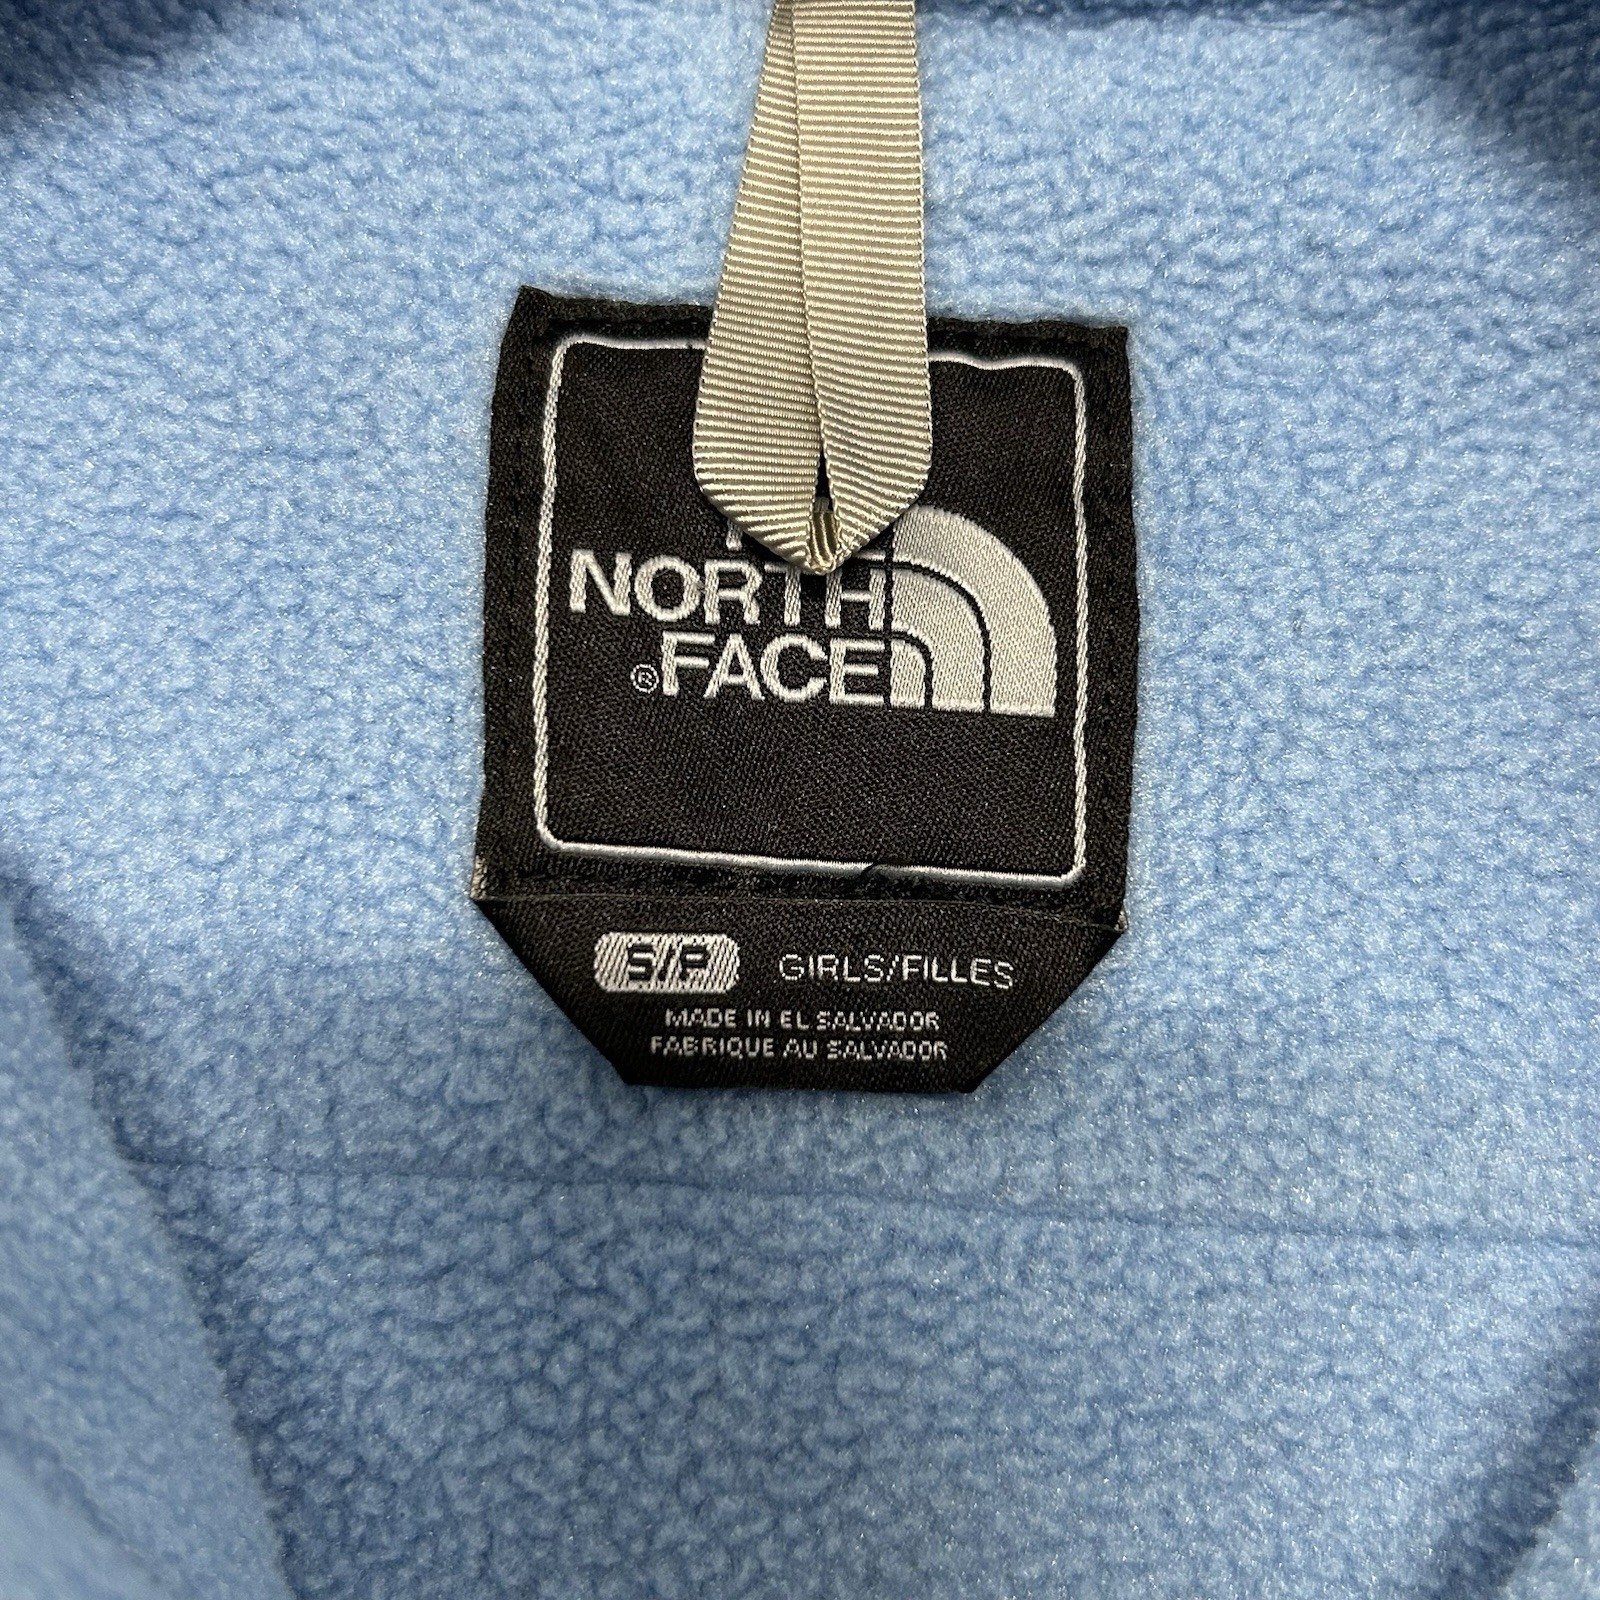 NORTH
®FACE
S/P GIRLS/FILLES
MADE IN EL SALVADOR
FABRIQUE AU SALVADOR